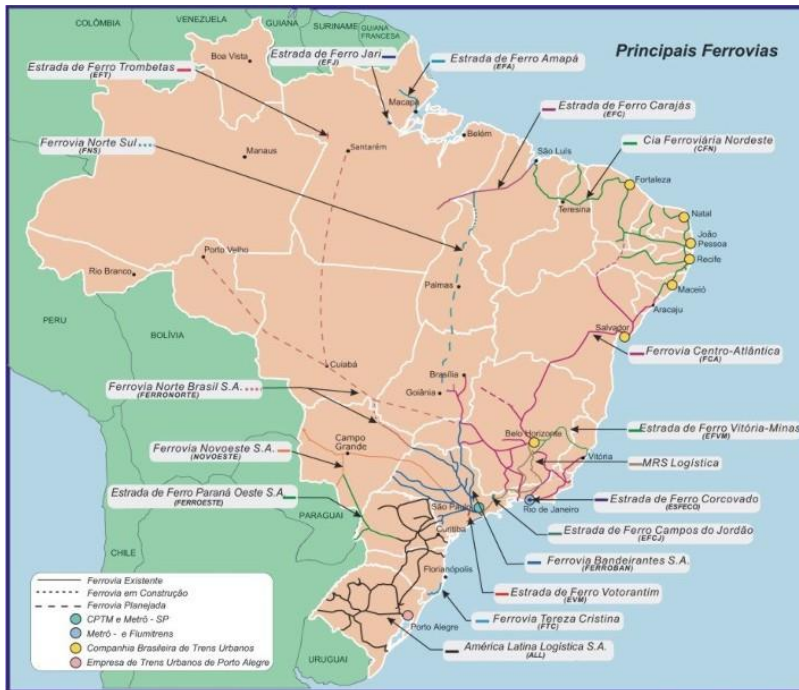 COLÔMBIA
VENEZUELA
GUIANA
SURINAME
GUIANA
FRANCESA
Principais Ferrovias
Boa Vista
Estrada de Ferro Jari
(EFJ)
Estrada de Ferro Amapá
(EFA)
Estrada de Ferro Trombetas
(EFT)
Macapá
Estrada de Ferro Carajás
(EFC)
Belém
Ferrovia Norte Sul
(FNS)
Manaus
Santarém
São Luís
Cia Ferroviária Nordeste
(CFN)
Fortaleza
Teresina
Natal
João
Pessoa
Recife
Porto Velho
Rio Branco
Palmas
Maceió
Aracaju
PERU
BOLÍVIA
Salvador
Cuiabá
Ferrovia Centro-Atlântica
(FCA)
Brasília
Goiânia
Ferrovia Norte Brasil S.A.
(FERRONORTE)
Estrada de Ferro Vitória-Minas
(EFVM)
Belo Horizonte
Campo
Grande
Ferrovia Novoeste S.A.
(NOVOESTE)
Vitória
MRS Logística
Estrada de Ferro Paraná Oeste S.A
(FERROESTE)
São Paulo
Rio de Janeiro
Estrada de Ferro Corcovado
(ESFECO)
PARAGUAI
Curitiba
Estrada de Ferro Campos do Jordão
(EFCJ)
CHILE
Ferrovia Bandeirantes S.A.
(FERROBAN)
Florianópolis
Estrada de Ferro Votorantim
(EVM)
Ferrovia Existente
Ferrovia em Construção
Ferrovia Planejada
CPTM e Metrô - SP
Metrô - e Flumitrens
Companhia Brasileira de Trens Urbanos
Empresa de Trens Urbanos de Porto Alegre
Ferrovia Tereza Cristina
(FTC)
Porto Alegre
América Latina Logística S.A.
(ALL)
URUGUAI